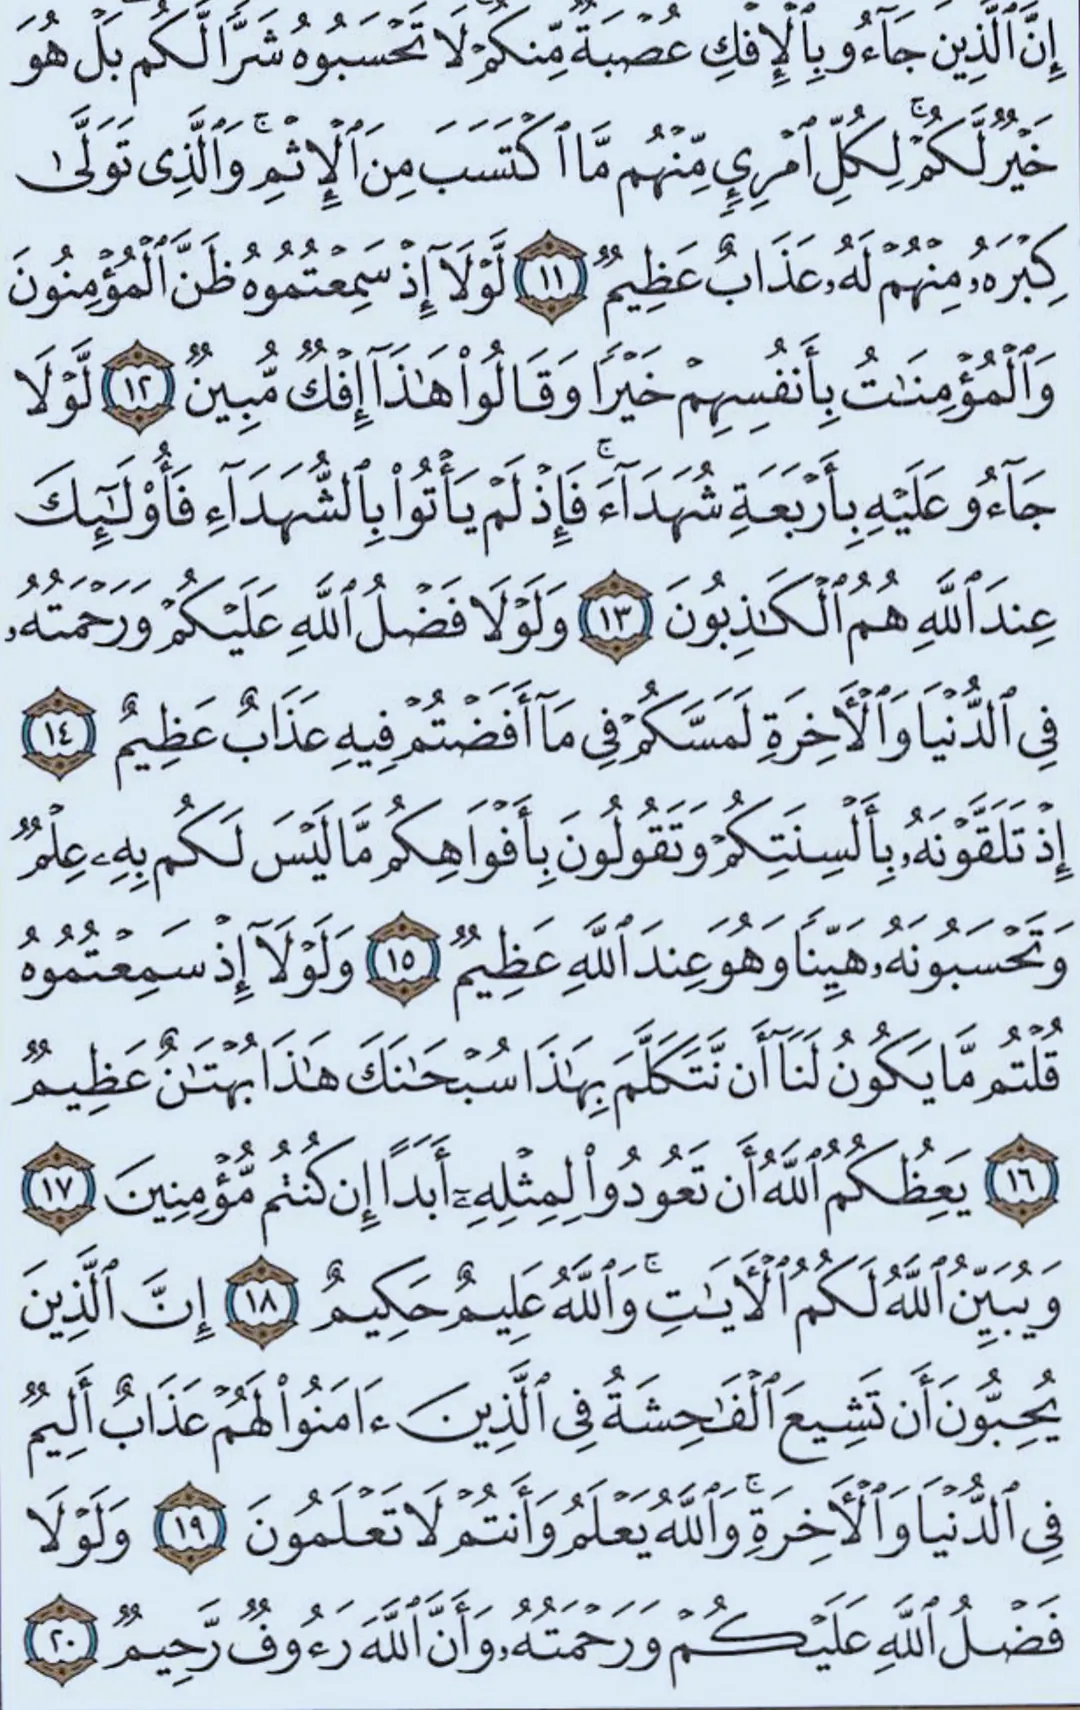 إِنَّ ٱلَّذِينَ جَآءُو بِٱلْإِفْكِ عُصْبَةٌ مِّنكُمْ لَا تَحْسَبُوهُ شَرًّا لَّكُم بَلْ هُوَ
خَيْرٌ لَّكُمْ ۚ لِكُلِّ ٱمْرِئٍ مِّنْهُم مَّا ٱكْتَسَبَ مِنَ ٱلْإِثْمِ ۚ وَٱلَّذِى تَوَلَّىٰ
كِبْرَهُۥ مِنْهُمْ لَهُۥ عَذَابٌ عَظِيمٌ ١١ لَّوْلَآ إِذْ سَمِعْتُمُوهُ ظَنَّ ٱلْمُؤْمِنُونَ
وَٱلْمُؤْمِنَٰتُ بِأَنفُسِهِمْ خَيْرًا وَقَالُوا۟ هَٰذَآ إِفْكٌ مُّبِينٌ ١٢ لَّوْلَا
جَآءُو عَلَيْهِ بِأَرْبَعَةِ شُهَدَآءَ ۚ فَإِذْ لَمْ يَأْتُوا۟ بِٱلشُّهَدَآءِ فَأُو۟لَٰٓئِكَ
عِندَ ٱللَّهِ هُمُ ٱلْكَٰذِبُونَ ١٣ وَلَوْلَا فَضْلُ ٱللَّهِ عَلَيْكُمْ وَرَحْمَتُهُۥ
فِى ٱلدُّنْيَا وَٱلْءَاخِرَةِ لَمَسَّكُمْ فِى مَآ أَفَضْتُمْ فِيهِ عَذَابٌ عَظِيمٌ ١٤
إِذْ تَلَقَّوْنَهُۥ بِأَلْسِنَتِكُمْ وَتَقُولُونَ بِأَفْوَاهِكُم مَّا لَيْسَ لَكُم بِهِۦ عِلْمٌ
وَتَحْسَبُونَهُۥ هَيِّنًا وَهُوَ عِندَ ٱللَّهِ عَظِيمٌ ١٥ وَلَوْلَآ إِذْ سَمِعْتُمُوهُ
قُلْتُم مَّا يَكُونُ لَنَآ أَن نَّتَكَلَّمَ بِهَٰذَا سُبْحَٰنَكَ هَٰذَا بُهْتَٰنٌ عَظِيمٌ
١٦ يَعِظُكُمُ ٱللَّهُ أَن تَعُودُوا۟ لِمِثْلِهِۦٓ أَبَدًا إِن كُنتُم مُّؤْمِنِينَ ١٧
وَيُبَيِّنُ ٱللَّهُ لَكُمُ ٱلْءَايَٰتِ ۚ وَٱللَّهُ عَلِيمٌ حَكِيمٌ ١٨ إِنَّ ٱلَّذِينَ
يُحِبُّونَ أَن تَشِيعَ ٱلْفَٰحِشَةُ فِى ٱلَّذِينَ ءَامَنُوا۟ لَهُمْ عَذَابٌ أَلِيمٌ
فِى ٱلدُّنْيَا وَٱلْءَاخِرَةِ ۚ وَٱللَّهُ يَعْلَمُ وَأَنتُمْ لَا تَعْلَمُونَ ١٩ وَلَوْلَا
فَضْلُ ٱللَّهِ عَلَيْكُمْ وَرَحْمَتُهُۥ وَأَنَّ ٱللَّهَ رَءُوفٌ رَّحِيمٌ ٢٠